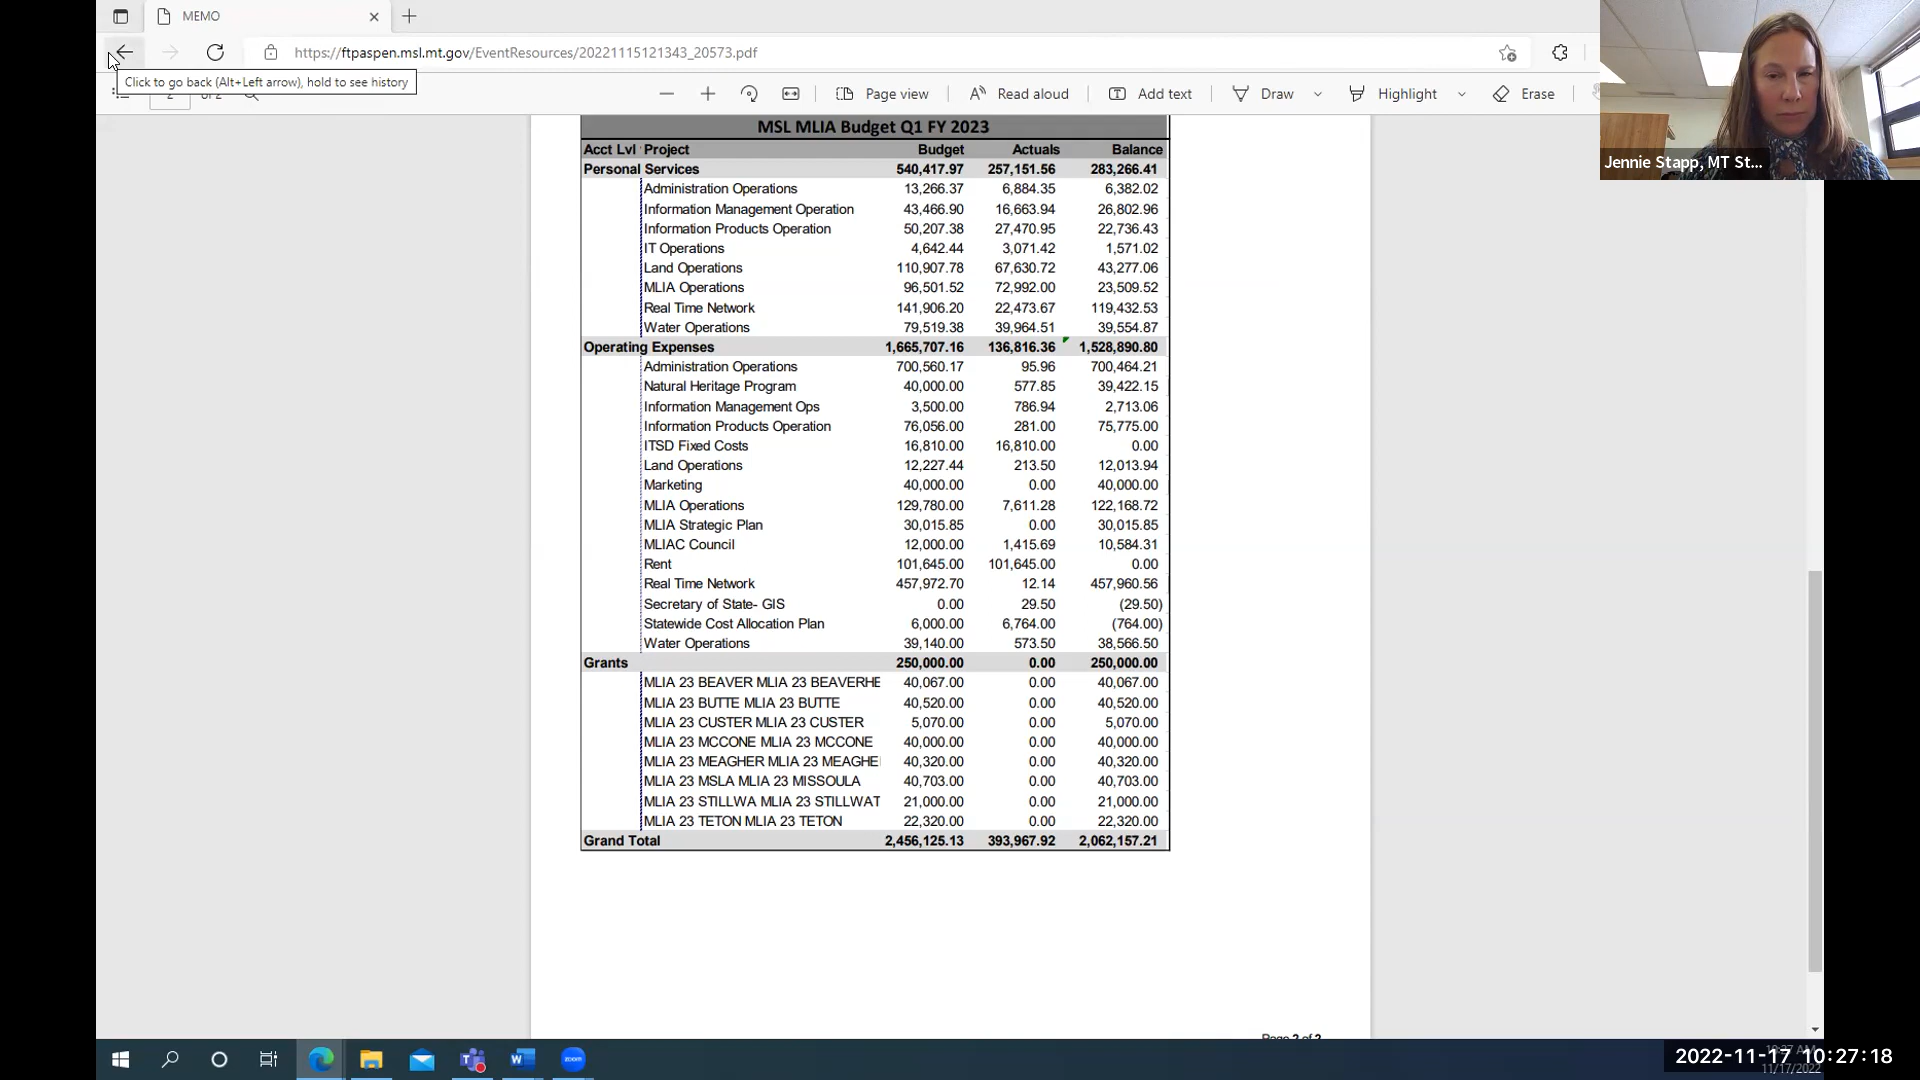 MEMO
https://ftpaspen.msl.mt.gov/EventResources/20221115121343_20573.pdf
Click to go back (Alt+Left arrow), hold to see history
Page view
Read aloud
Add text
Draw
Highlight
Erase
Jennie Stapp, MT St...
MSL MLIA Budget Q1 FY 2023
Acct Lvl Project Budget Actuals Balance
Personal Services 540,417.97 257,151.56 283,266.41
Administration Operations 13,266.37 6,884.35 6,382.02
Information Management Operation 43,466.90 16,663.94 26,802.96
Information Products Operation 50,207.38 27,470.95 22,736.43
IT Operations 4,642.44 3,071.42 1,571.02
Land Operations 110,907.78 67,630.72 43,277.06
MLIA Operations 96,501.52 72,992.00 23,509.52
Real Time Network 141,906.20 22,473.67 119,432.53
Water Operations 79,519.38 39,964.51 39,554.87
Operating Expenses 1,665,707.16 136,816.36 1,528,890.80
Administration Operations 700,560.17 95.96 700,464.21
Natural Heritage Program 40,000.00 577.85 39,422.15
Information Management Ops 3,500.00 786.94 2,713.06
Information Products Operation 76,056.00 281.00 75,775.00
ITSD Fixed Costs 16,810.00 16,810.00 0.00
Land Operations 12,227.44 213.50 12,013.94
Marketing 40,000.00 0.00 40,000.00
MLIA Operations 129,780.00 7,611.28 122,168.72
MLIA Strategic Plan 30,015.85 0.00 30,015.85
MLIAC Council 12,000.00 1,415.69 10,584.31
Rent 101,645.00 101,645.00 0.00
Real Time Network 457,972.70 12.14 457,960.56
Secretary of State- GIS 0.00 29.50 (29.50)
Statewide Cost Allocation Plan 6,000.00 6,764.00 (764.00)
Water Operations 39,140.00 573.50 38,566.50
Grants 250,000.00 0.00 250,000.00
MLIA 23 BEAVER MLIA 23 BEAVERHE 40,067.00 0.00 40,067.00
MLIA 23 BUTTE MLIA 23 BUTTE 40,520.00 0.00 40,520.00
MLIA 23 CUSTER MLIA 23 CUSTER 5,070.00 0.00 5,070.00
MLIA 23 MCCONE MLIA 23 MCCONE 40,000.00 0.00 40,000.00
MLIA 23 MEAGHER MLIA 23 MEAGHE 40,320.00 0.00 40,320.00
MLIA 23 MSLA MLIA 23 MISSOULA 40,703.00 0.00 40,703.00
MLIA 23 STILLWA MLIA 23 STILLWAT 21,000.00 0.00 21,000.00
MLIA 23 TETON MLIA 23 TETON 22,320.00 0.00 22,320.00
Grand Total 2,456,125.13 393,967.92 2,062,157.21
2022-11-17 10:27:18
11/17/2022